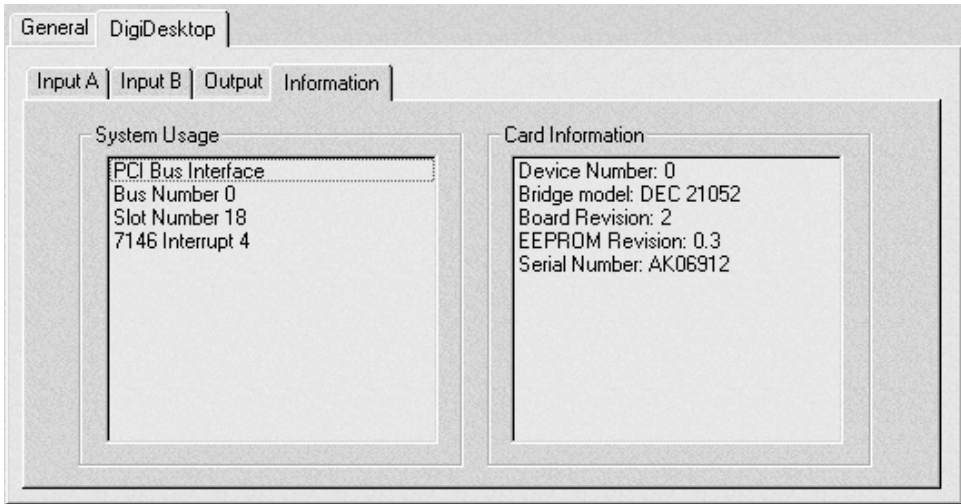 General DigiDesktop
Input A Input B Output Information
System Usage
PCI Bus Interface
Bus Number 0
Slot Number 18
7146 Interrupt 4
Card Information
Device Number: 0
Bridge model: DEC 21052
Board Revision: 2
EEPROM Revision: 0.3
Serial Number: AK06912